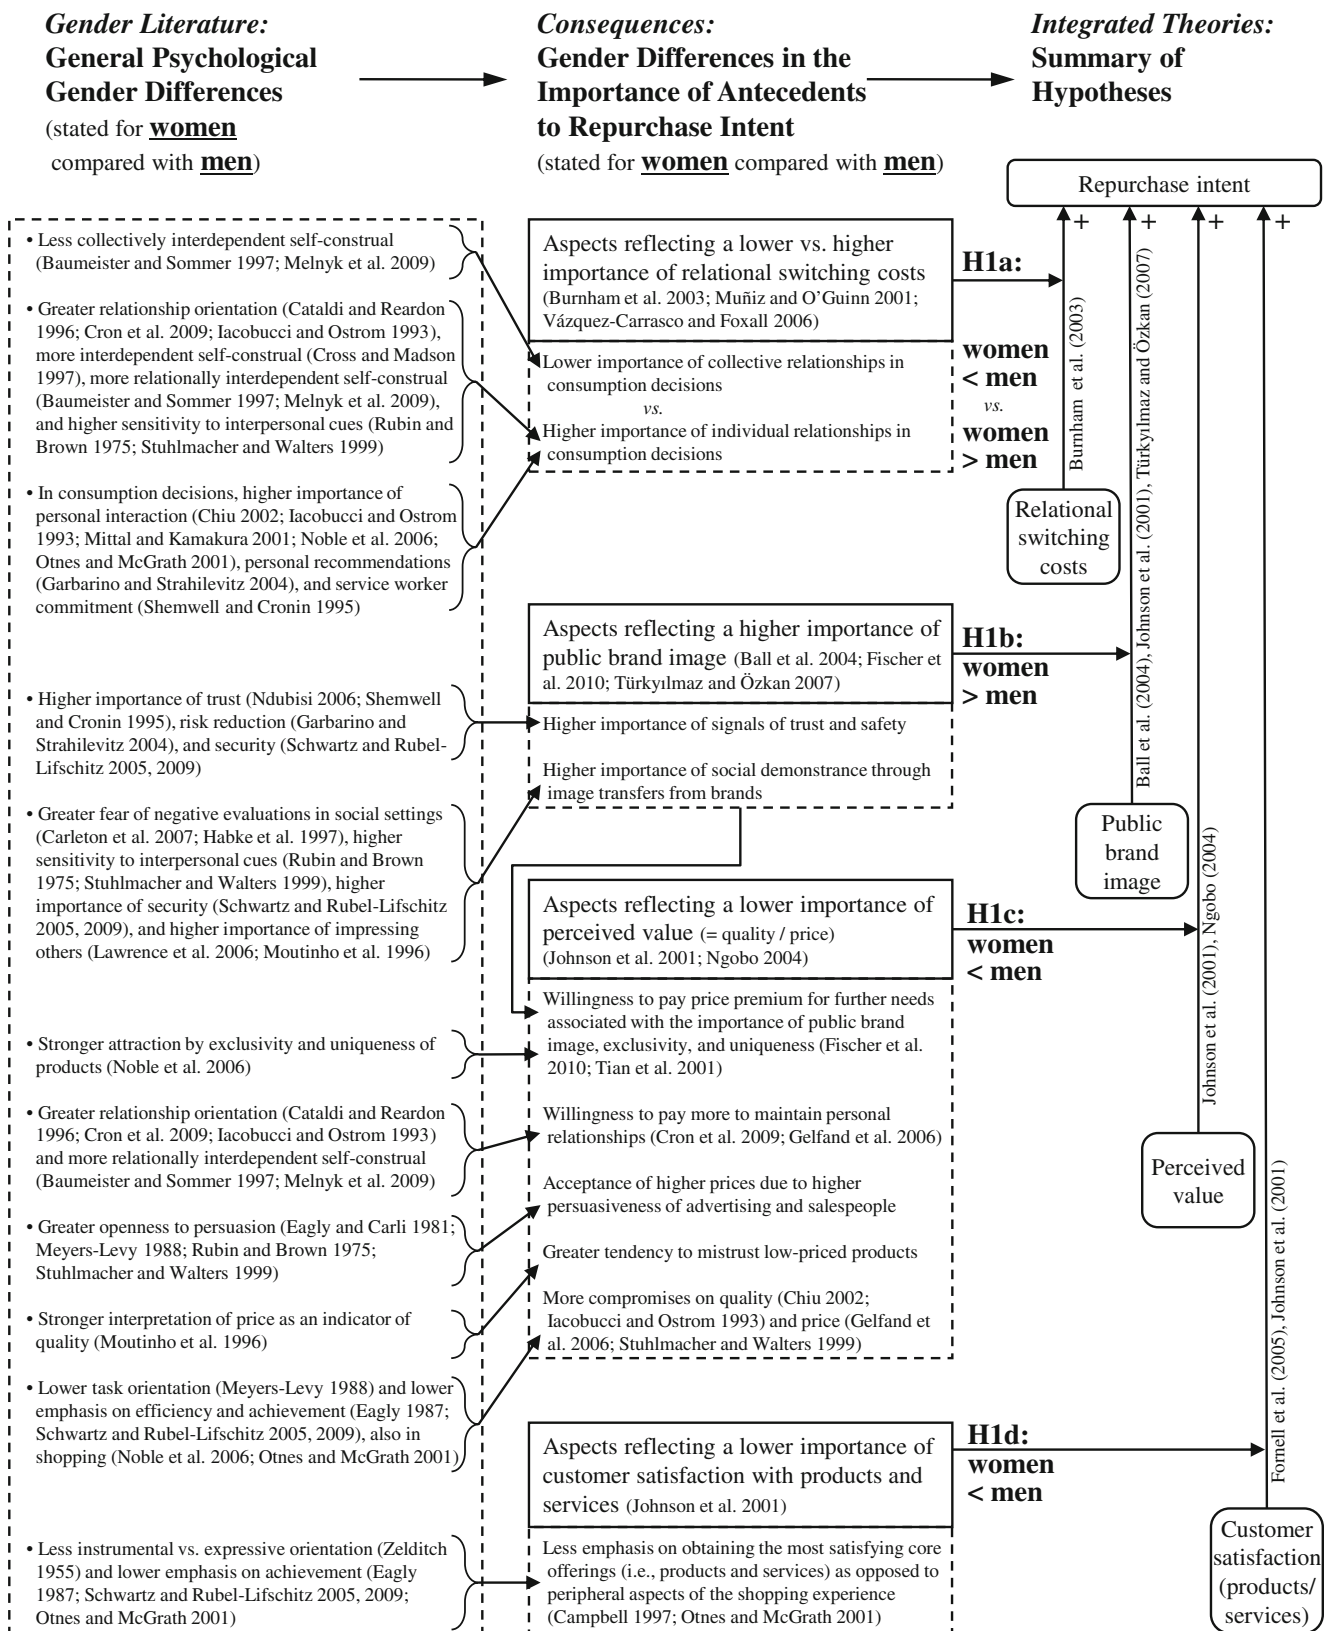 Gender Literature:
General Psychological
Gender Differences
(stated for women
compared with men)
Consequences:
Gender Differences in the
Importance of Antecedents
to Repurchase Intent
(stated for women compared with men)
Integrated Theories:
Summary of
Hypotheses
• Less collectively interdependent self-construal
(Baumeister and Sommer 1997; Melnyk et al. 2009)
• Greater relationship orientation (Cataldi and Reardon
1996; Cron et al. 2009; Iacobucci and Ostrom 1993),
more interdependent self-construal (Cross and Madson
1997), more relationally interdependent self-construal
(Baumeister and Sommer 1997; Melnyk et al. 2009),
and higher sensitivity to interpersonal cues (Rubin and
Brown 1975; Stuhlmacher and Walters 1999)
• In consumption decisions, higher importance of
personal interaction (Chiu 2002; Iacobucci and Ostrom
1993; Mittal and Kamakura 2001; Noble et al. 2006;
Otnes and McGrath 2001), personal recommendations
(Garbarino and Strahilevitz 2004), and service worker
commitment (Shemwell and Cronin 1995)
• Higher importance of trust (Ndubisi 2006; Shemwell
and Cronin 1995), risk reduction (Garbarino and
Strahilevitz 2004), and security (Schwartz and Rubel-
Lifschitz 2005, 2009)
• Greater fear of negative evaluations in social settings
(Carleton et al. 2007; Habke et al. 1997), higher
sensitivity to interpersonal cues (Rubin and Brown
1975; Stuhlmacher and Walters 1999), higher
importance of security (Schwartz and Rubel-Lifschitz
2005, 2009), and higher importance of impressing
others (Lawrence et al. 2006; Moutinho et al. 1996)
• Stronger attraction by exclusivity and uniqueness of
products (Noble et al. 2006)
• Greater relationship orientation (Cataldi and Reardon
1996; Cron et al. 2009; Iacobucci and Ostrom 1993)
and more relationally interdependent self-construal
(Baumeister and Sommer 1997; Melnyk et al. 2009)
• Greater openness to persuasion (Eagly and Carli 1981;
Meyers-Levy 1988; Rubin and Brown 1975;
Stuhlmacher and Walters 1999)
• Stronger interpretation of price as an indicator of
quality (Moutinho et al. 1996)
• Lower task orientation (Meyers-Levy 1988) and lower
emphasis on efficiency and achievement (Eagly 1987;
Schwartz and Rubel-Lifschitz 2005, 2009), also in
shopping (Noble et al. 2006; Otnes and McGrath 2001)
• Less instrumental vs. expressive orientation (Zelditch
1955) and lower emphasis on achievement (Eagly
1987; Schwartz and Rubel-Lifschitz 2005, 2009;
Otnes and McGrath 2001)
Aspects reflecting a lower vs. higher
importance of relational switching costs
(Burnham et al. 2003; Muñiz and O'Guinn 2001;
Vázquez-Carrasco and Foxall 2006)
Lower importance of collective relationships in
consumption decisions
vs.
Higher importance of individual relationships in
consumption decisions
Aspects reflecting a higher importance of
public brand image (Ball et al. 2004; Fischer et
al. 2010; Türkyılmaz and Özkan 2007)
Higher importance of signals of trust and safety
Higher importance of social demonstrance through
image transfers from brands
Aspects reflecting a lower importance of
perceived value (= quality / price)
(Johnson et al. 2001; Ngobo 2004)
Willingness to pay price premium for further needs
associated with the importance of public brand
image, exclusivity, and uniqueness (Fischer et al.
2010; Tian et al. 2001)
Willingness to pay more to maintain personal
relationships (Cron et al. 2009; Gelfand et al. 2006)
Acceptance of higher prices due to higher
persuasiveness of advertising and salespeople
Greater tendency to mistrust low-priced products
More compromises on quality (Chiu 2002;
Iacobucci and Ostrom 1993) and price (Gelfand et
al. 2006; Stuhlmacher and Walters 1999)
Aspects reflecting a lower importance of
customer satisfaction with products and
services (Johnson et al. 2001)
Less emphasis on obtaining the most satisfying core
offerings (i.e., products and services) as opposed to
peripheral aspects of the shopping experience
(Campbell 1997; Otnes and McGrath 2001)
H1a:
women
< men
vs.
women
> men
H1b:
women
> men
H1c:
women
< men
H1d:
women
< men
Repurchase intent
+
+
+
+
Burnham et al. (2003)
Relational
switching
costs
Ball et al. (2004), Johnson et al. (2001), Türkyılmaz and Özkan (2007)
Public
brand
image
Johnson et al. (2001), Ngobo (2004)
Perceived
value
Fornell et al. (2005), Johnson et al. (2001)
Customer
satisfaction
(products/
services)